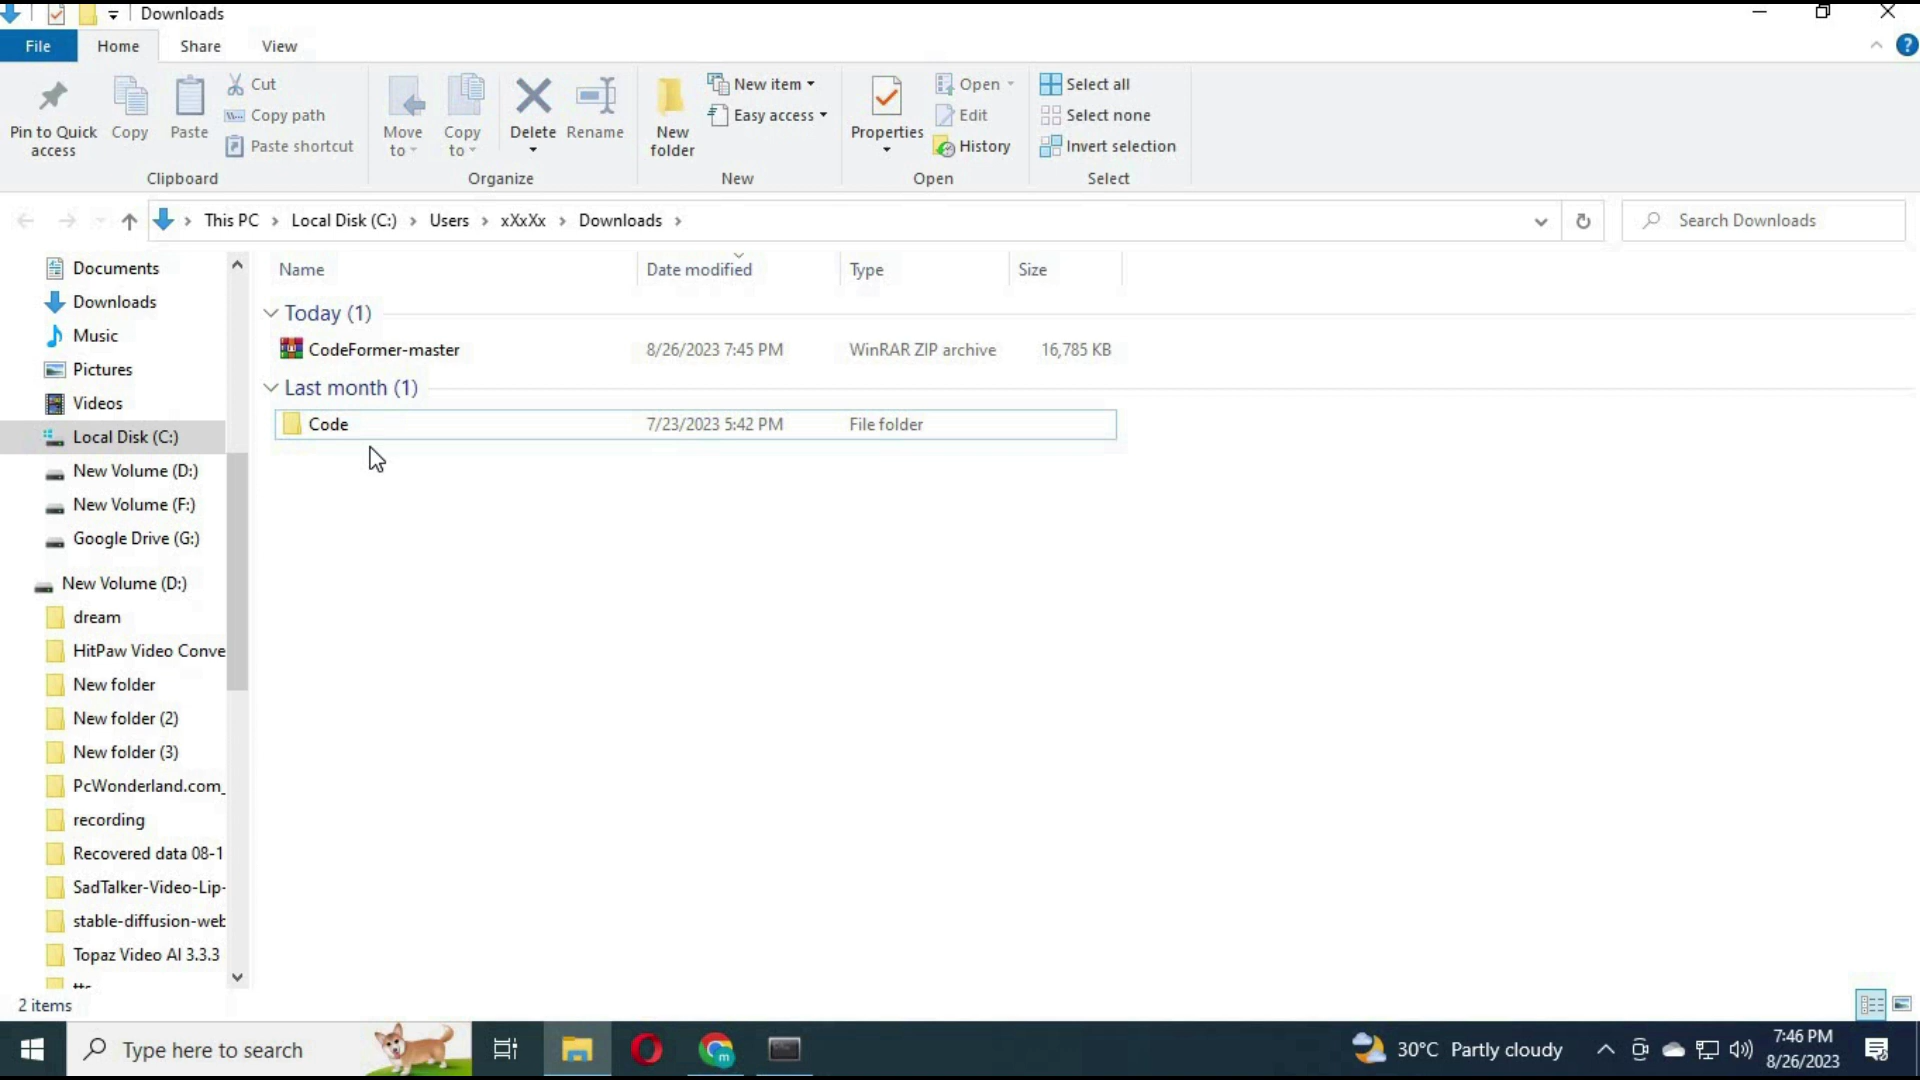 Downloads
File Home Share View
Pin to Quick access
Copy
Paste
Cut
Copy path
Paste shortcut
Clipboard
Move to
Copy to
Delete
Rename
Organize
New folder
New item
Easy access
New
Properties
Open
Edit
History
Open
Select all
Select none
Invert selection
Select
This PC > Local Disk (C:) > Users > xXxXx > Downloads >
Search Downloads
Documents
Downloads
Music
Pictures
Videos
Local Disk (C:)
New Volume (D:)
New Volume (F:)
Google Drive (G:)
New Volume (D:)
dream
HitPaw Video Conve
New folder
New folder (2)
New folder (3)
PcWonderland.com_
recording
Recovered data 08-1
SadTalker-Video-Lip-
stable-diffusion-web
Topaz Video AI 3.3.3
Name Date modified Type Size
Today (1)
CodeFormer-master 8/26/2023 7:45 PM WinRAR ZIP archive 16,785 KB
Last month (1)
Code 7/23/2023 5:42 PM File folder
2 items
Type here to search
30°C Partly cloudy
7:46 PM
8/26/2023